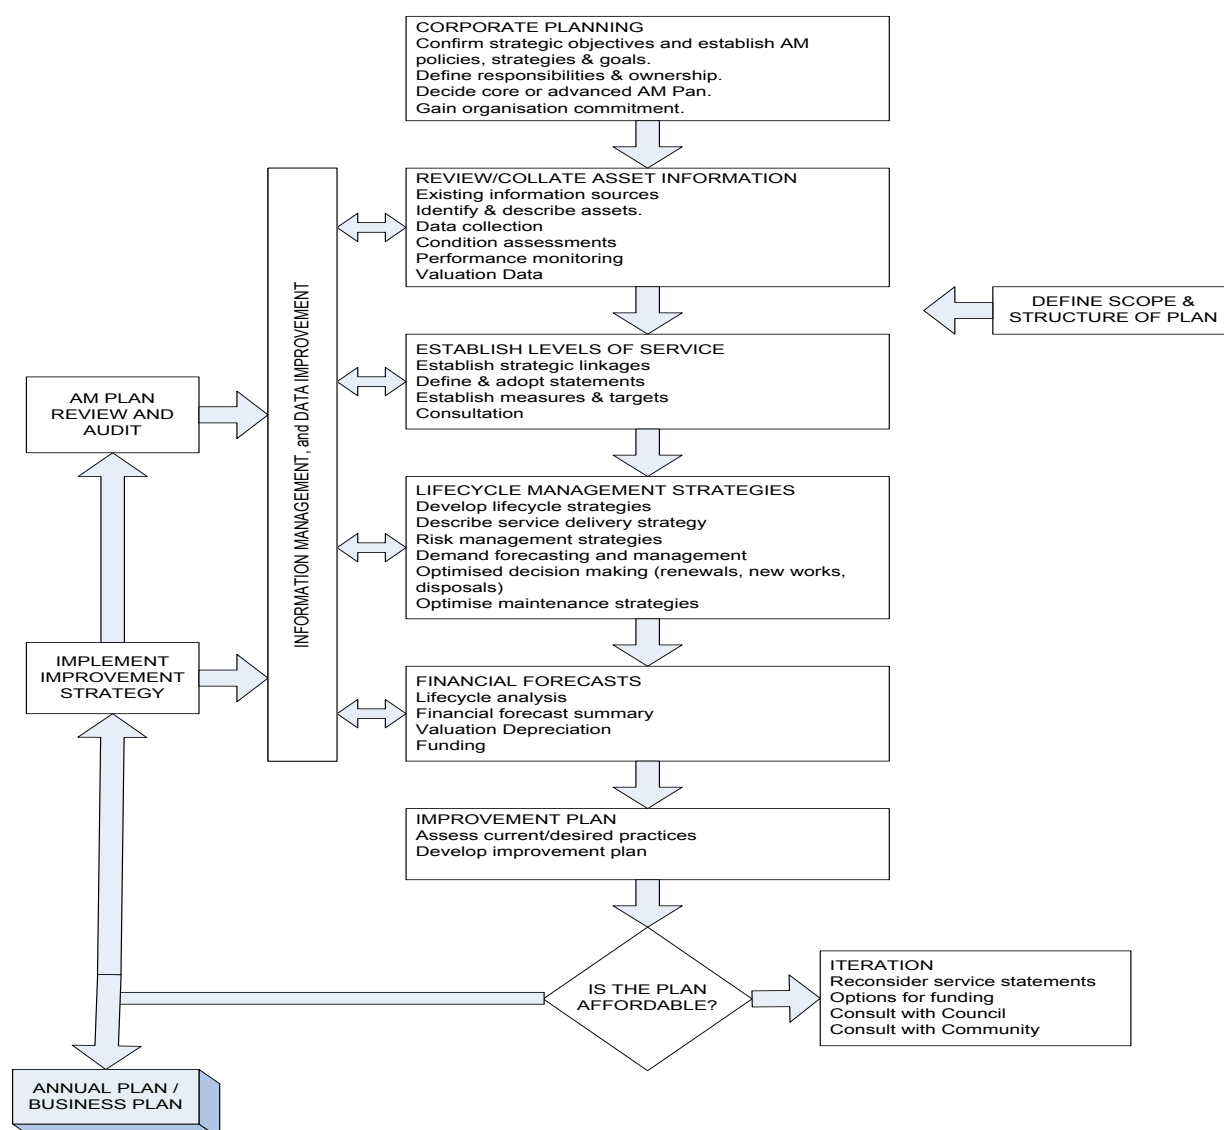 CORPORATE PLANNING
Confirm strategic objectives and establish AM
policies, strategies & goals.
Define responsibilities & ownership.
Decide core or advanced AM Pan.
Gain organisation commitment.
REVIEW/COLLATE ASSET INFORMATION
Existing information sources
Identify & describe assets.
Data collection
Condition assessments
Performance monitoring
Valuation Data
DEFINE SCOPE &
STRUCTURE OF PLAN
INFORMATION MANAGEMENT, and DATA IMPROVEMENT
ESTABLISH LEVELS OF SERVICE
Establish strategic linkages
Define & adopt statements
Establish measures & targets
Consultation
AM PLAN
REVIEW AND
AUDIT
LIFECYCLE MANAGEMENT STRATEGIES
Develop lifecycle strategies
Describe service delivery strategy
Risk management strategies
Demand forecasting and management
Optimised decision making (renewals, new works,
disposals)
Optimise maintenance strategies
IMPLEMENT
IMPROVEMENT
STRATEGY
FINANCIAL FORECASTS
Lifecycle analysis
Financial forecast summary
Valuation Depreciation
Funding
IMPROVEMENT PLAN
Assess current/desired practices
Develop improvement plan
IS THE PLAN
AFFORDABLE?
ITERATION
Reconsider service statements
Options for funding
Consult with Council
Consult with Community
ANNUAL PLAN /
BUSINESS PLAN